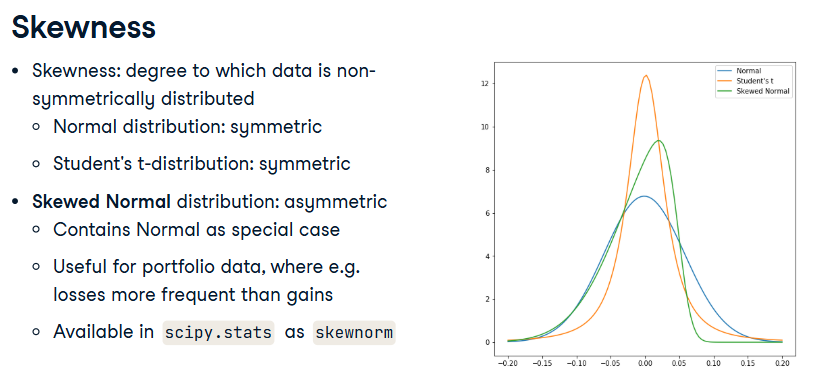 Skewness
Skewness: degree to which data is non-
symmetrically distributed
Normal distribution: symmetric
Student's t-distribution: symmetric
Skewed Normal distribution: asymmetric
Contains Normal as special case
Useful for portfolio data, where e.g.
losses more frequent than gains
Available in scipy.stats as skewnorm
Normal
Student's t
Skewed Normal
12
10
8
6
4
2
0
−0.20 −0.15 −0.10 −0.05 0.00 0.05 0.10 0.15 0.20